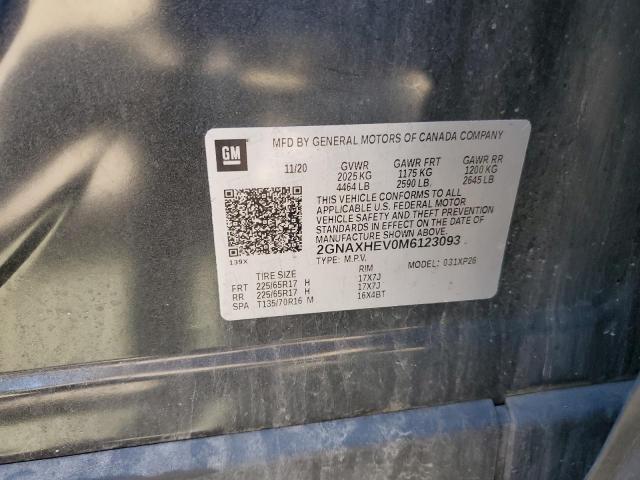 GM
MFD BY GENERAL MOTORS OF CANADA COMPANY
11/20 GVWR GAWR FRT GAWR RR
2025 KG 1175 KG 1200 KG
4464 LB 2590 LB. 2645 LB
THIS VEHICLE CONFORMS TO ALL
APPLICABLE U.S. FEDERAL MOTOR
VEHICLE SAFETY AND THEFT PREVENTION
STANDARDS IN EFFECT ON THE DATE OF
MANUFACTURE SHOWN ABOVE.
2GNAXHEV0M6123093
139X TYPE: M.P.V. MODEL: 031XP26
TIRE SIZE RIM
FRT 225/65R17 H 17X7J
RR 225/65R17 H 17X7J
SPA T135/70R16 M 16X4BT